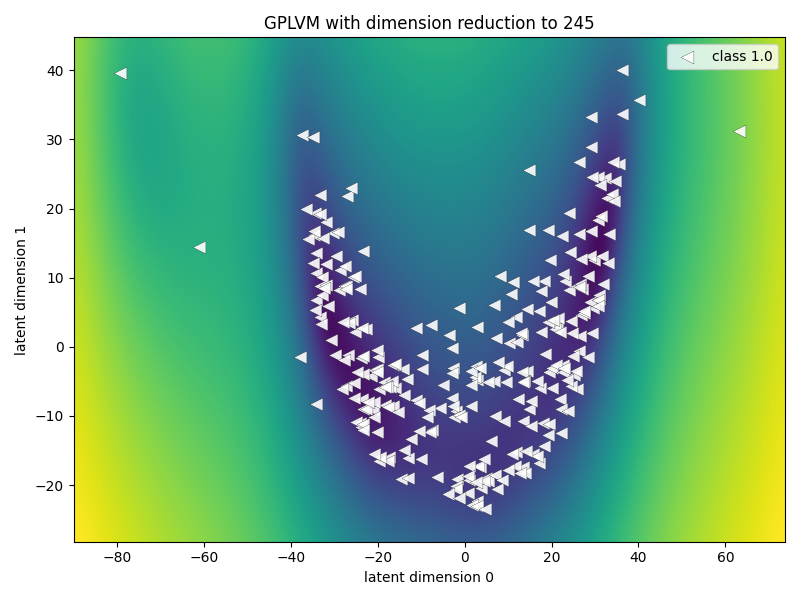 GPLVM with dimension reduction to 245
class 1.0
40
30
20
10
0
−10
−20
latent dimension 1
−80 −60 −40 −20 0 20 40 60
latent dimension 0